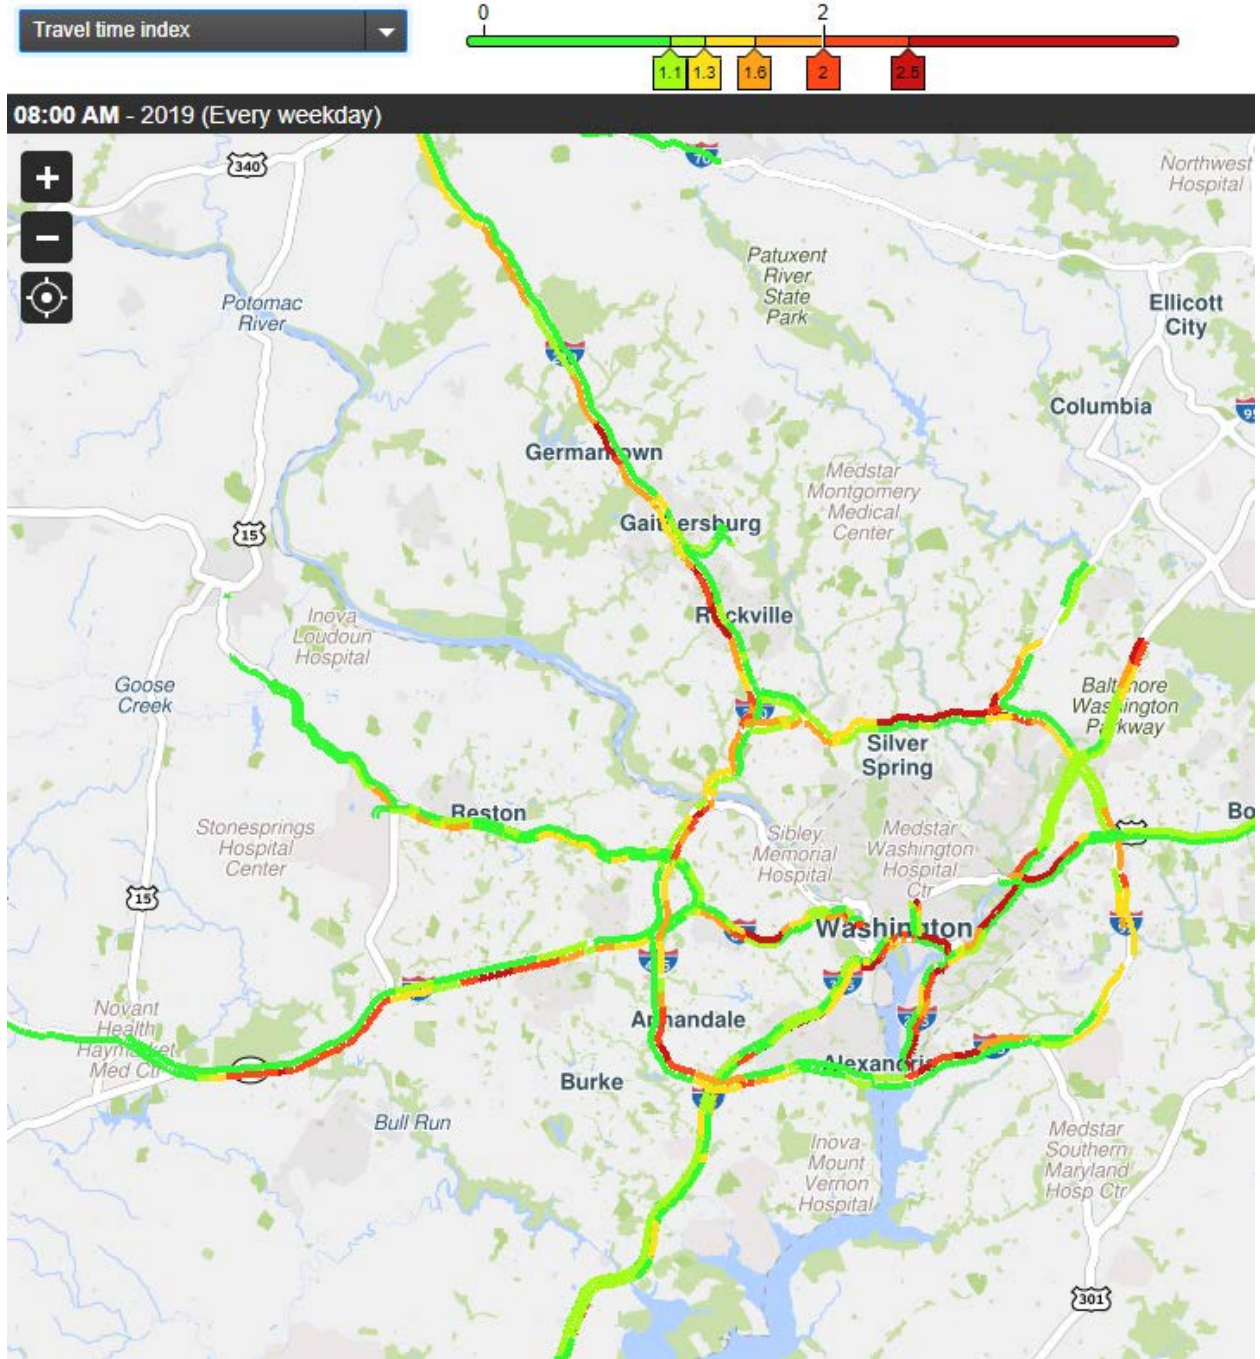 Travel time index
0 2
1.1 1.3 1.6 2 2.5
08:00 AM - 2019 (Every weekday)
+
−
340
70
Northwest
Hospital
Patuxent
River
State
Park
Potomac
River
Ellicott
City
Columbia
95
Germantown
Medstar
Montgomery
Medical
Center
Gaithersburg
15
Rockville
Inova
Loudoun
Hospital
Goose
Creek
Baltimore
Washington
Parkway
Silver
Spring
Reston
Bo
Stonesprings
Hospital
Center
Sibley
Memorial
Hospital
Medstar
Washington
Hospital
Ctr
15
Washington
Novant
Health
Haymarket
Med Ctr
Annandale
Alexandria
Burke
Bull Run
Inova
Mount
Vernon
Hospital
Medstar
Southern
Maryland
Hosp Ctr
301